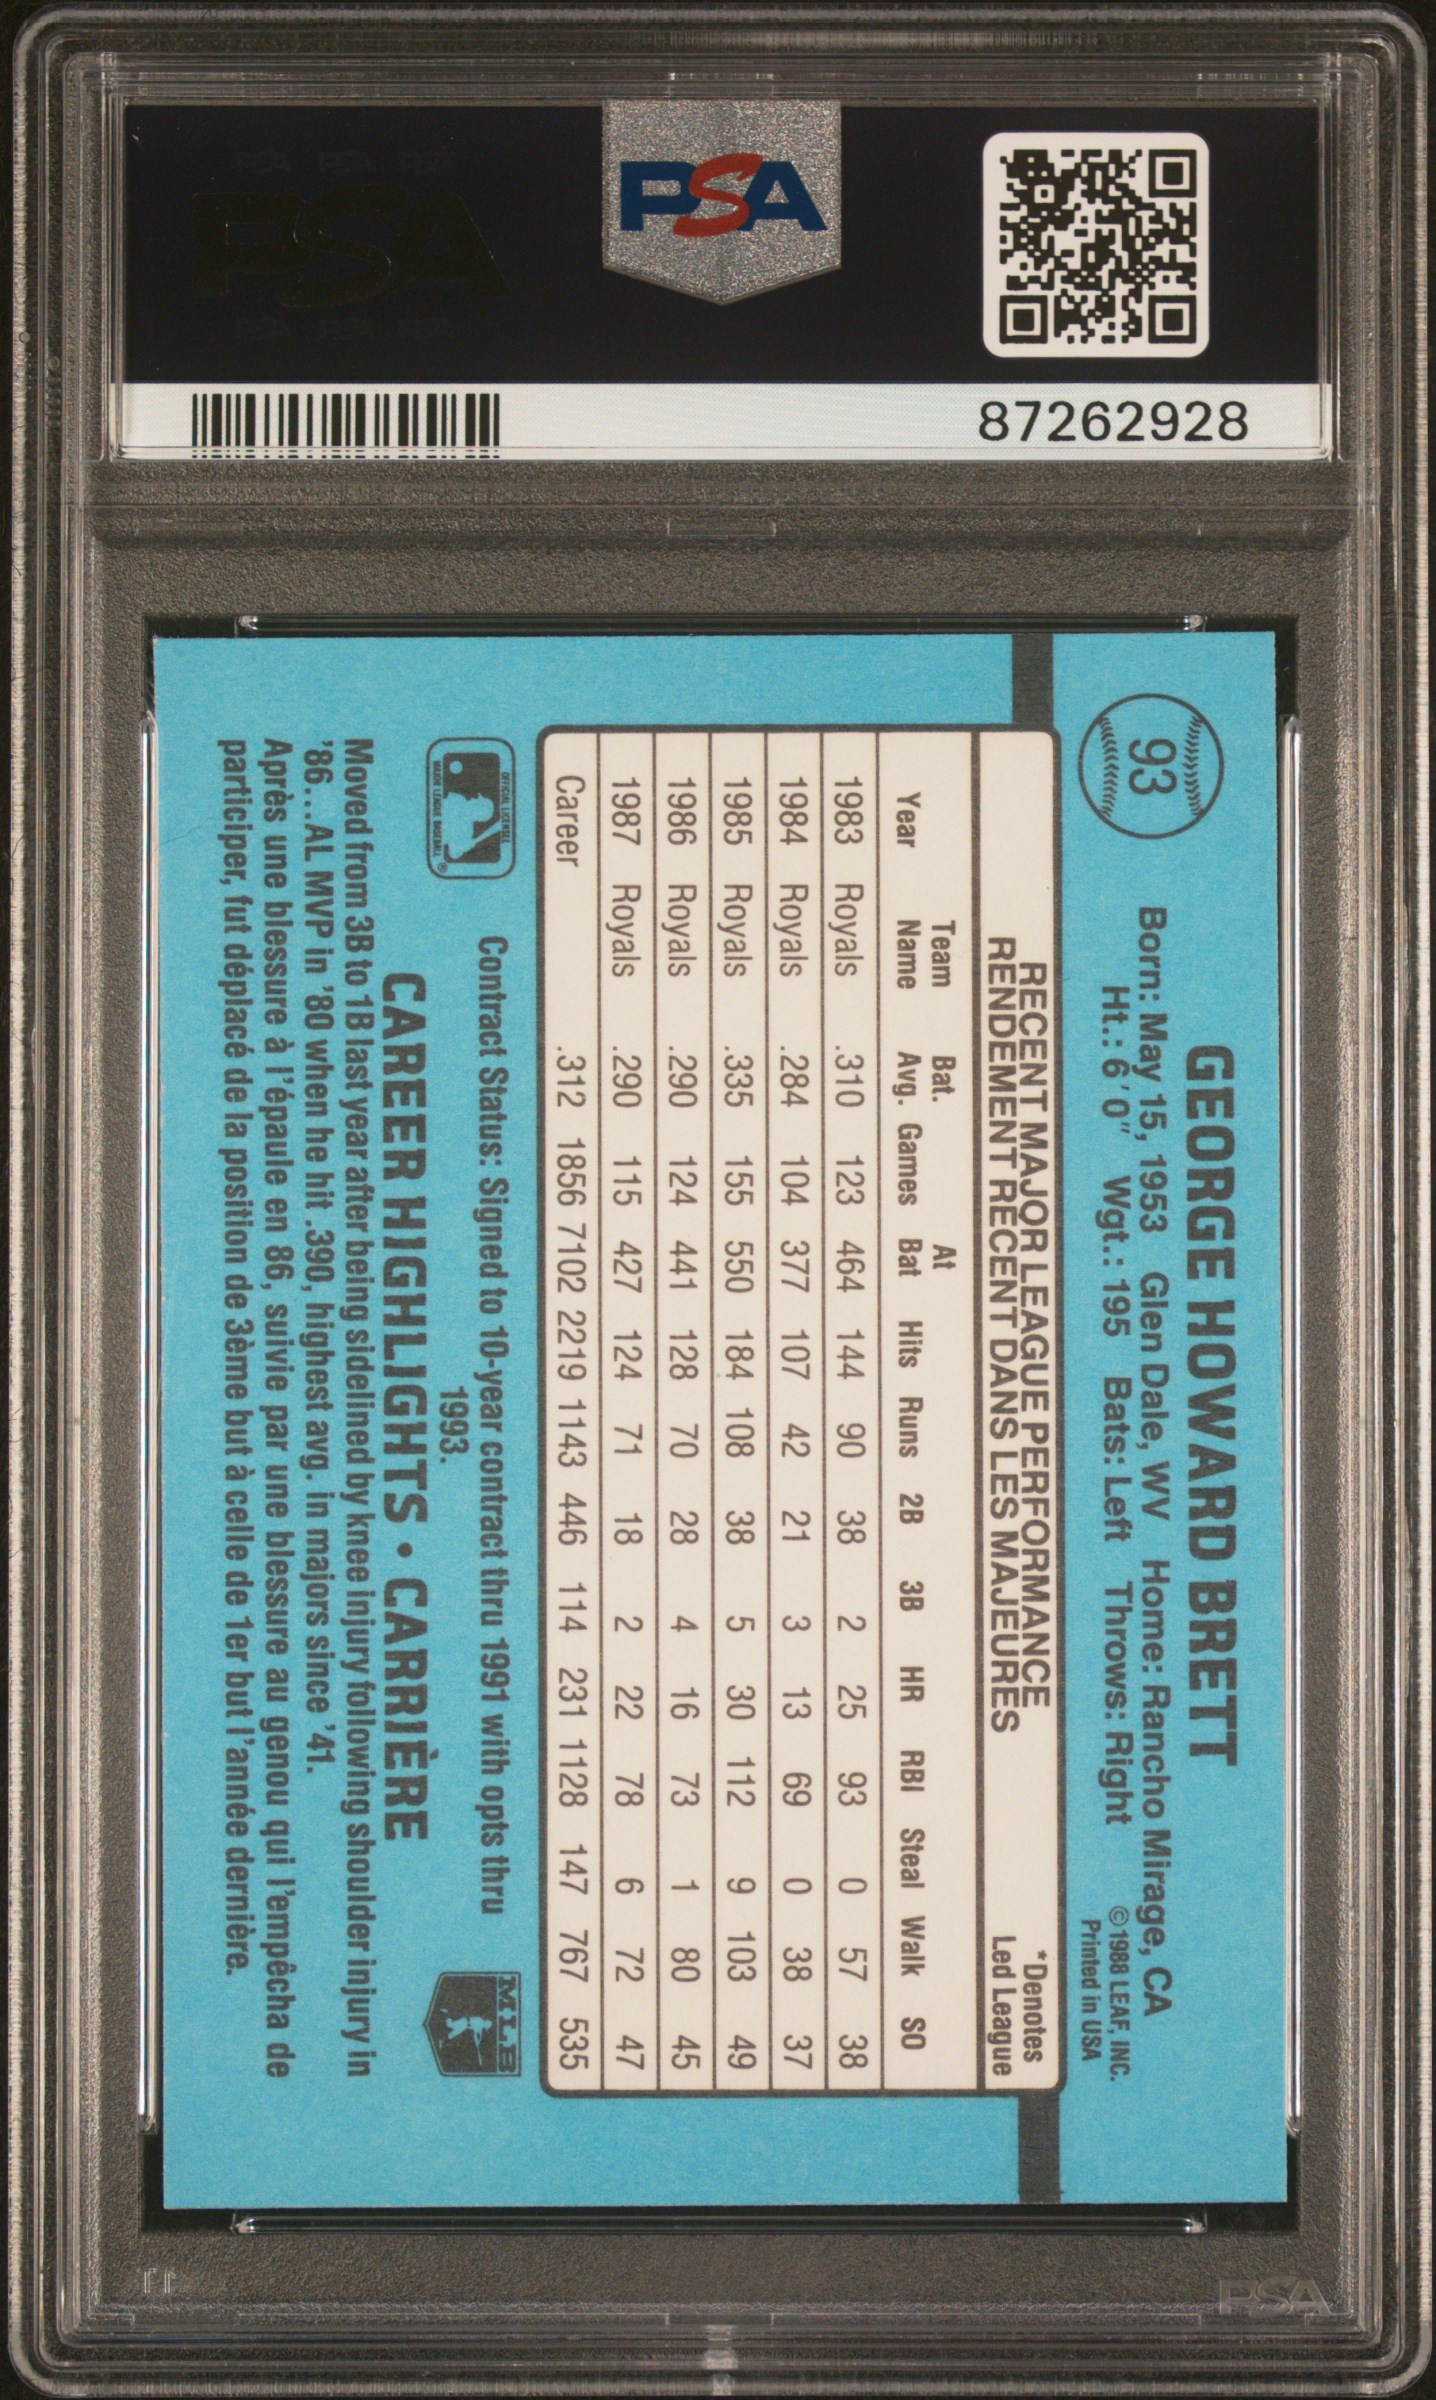 PSA
PSA
87262928
93
GEORGE HOWARD BRETT
Born: May 15, 1953 Glen Dale, WV Home: Rancho Mirage, CA
Ht.: 6'0" Wgt.: 195 Bats: Left Throws: Right
©1988 LEAF, INC.
Printed in USA
RECENT MAJOR LEAGUE PERFORMANCE
RENDEMENT RÉCENT DANS LES MAJEURES
*Denotes
Led League
Year Team Name Bat. Avg. Games At Bat Hits Runs 2B 3B HR RBI Steal Walk SO
1983 Royals .310 123 464 144 90 38 2 25 93 0 57 38
1984 Royals .284 104 377 107 42 21 3 13 69 0 38 37
1985 Royals .335 155 550 184 108 38 5 30 112 9 103 49
1986 Royals .290 124 441 128 70 28 4 16 73 1 80 45
1987 Royals .290 115 427 124 71 18 2 22 78 6 72 47
Career .312 1856 7102 2219 1143 446 114 231 1128 147 767 535
OFFICIAL LICENSEE
MAJOR LEAGUE BASEBALL®
Contract Status: Signed to 10-year contract thru 1991 with opts thru
1993.
MLB
CAREER HIGHLIGHTS • CARRIÈRE
Moved from 3B to 1B last year after being sidelined by knee injury following shoulder injury in
'86...AL MVP in '80 when he hit .390, highest avg. in majors since '41.
Après une blessure à l'épaule en 86, suivie par une blessure au genou qui l'empêcha de
participer, fut déplacé de la position de 3ème but à celle de 1er but l'année dernière.
PSA